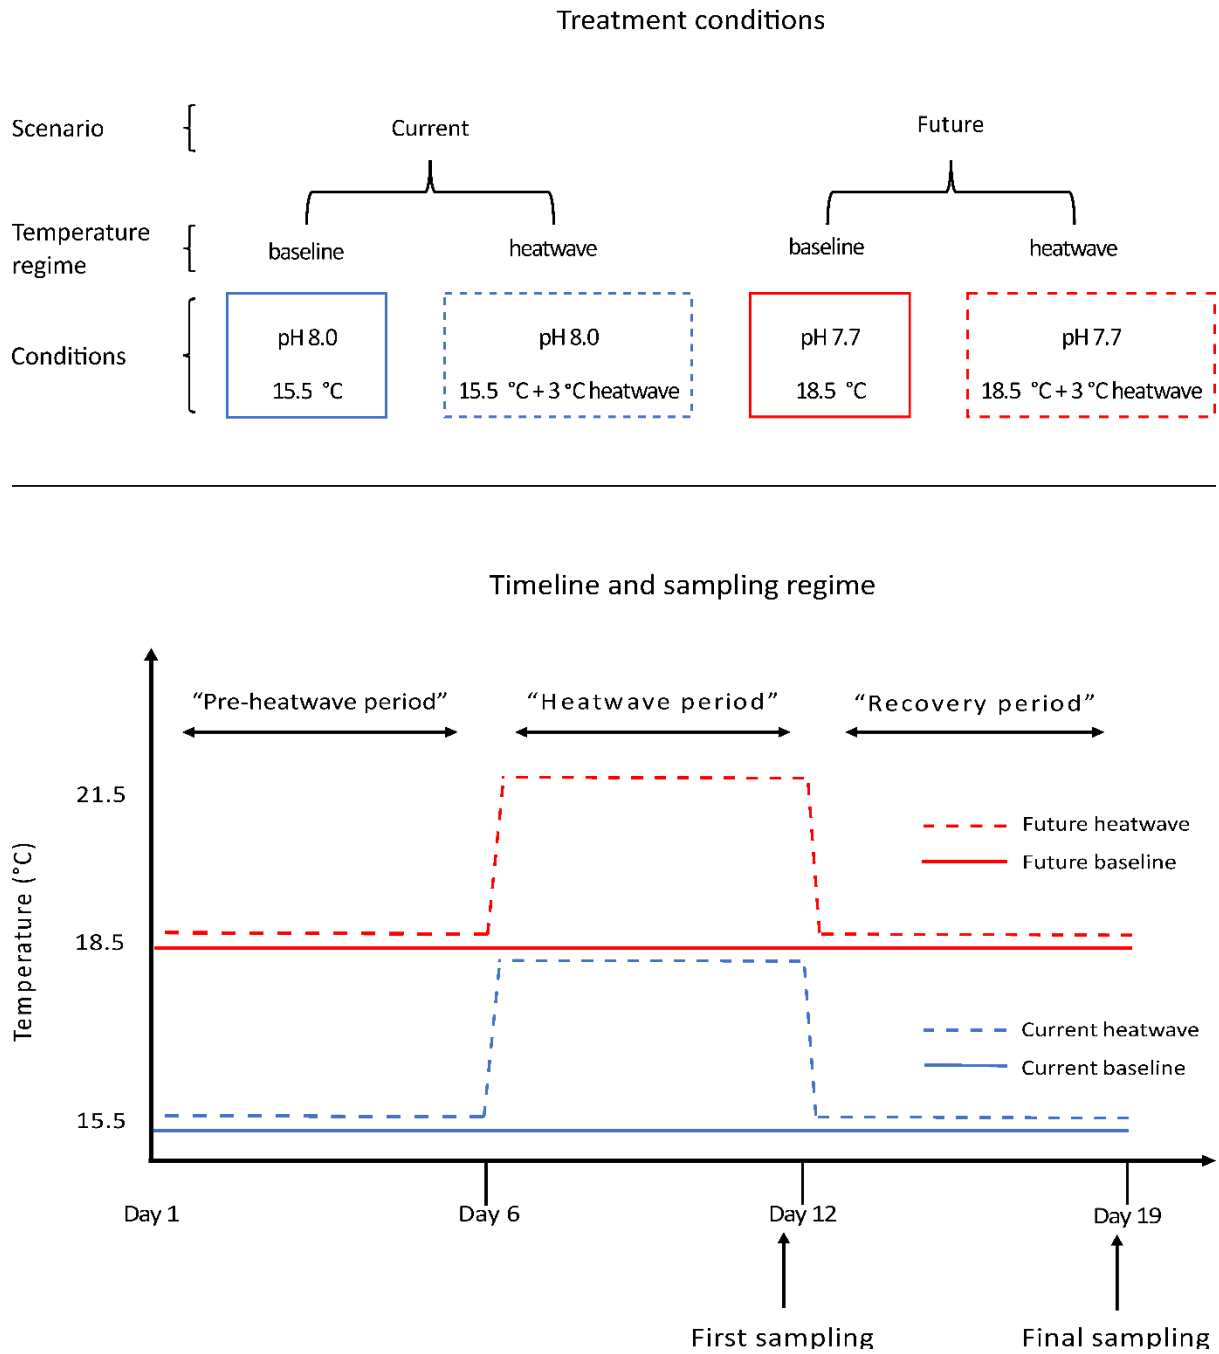 Treatment conditions
Scenario
Current
Future
Temperature
regime
baseline
heatwave
baseline
heatwave
Conditions
pH 8.0
15.5 °C
pH 8.0
15.5 °C + 3 °C heatwave
pH 7.7
18.5 °C
pH 7.7
18.5 °C + 3 °C heatwave
Timeline and sampling regime
“Pre-heatwave period”
“Heatwave period”
“Recovery period”
Temperature (°C)
21.5
18.5
15.5
Future heatwave
Future baseline
Current heatwave
Current baseline
Day 1
Day 6
Day 12
Day 19
First sampling
Final sampling